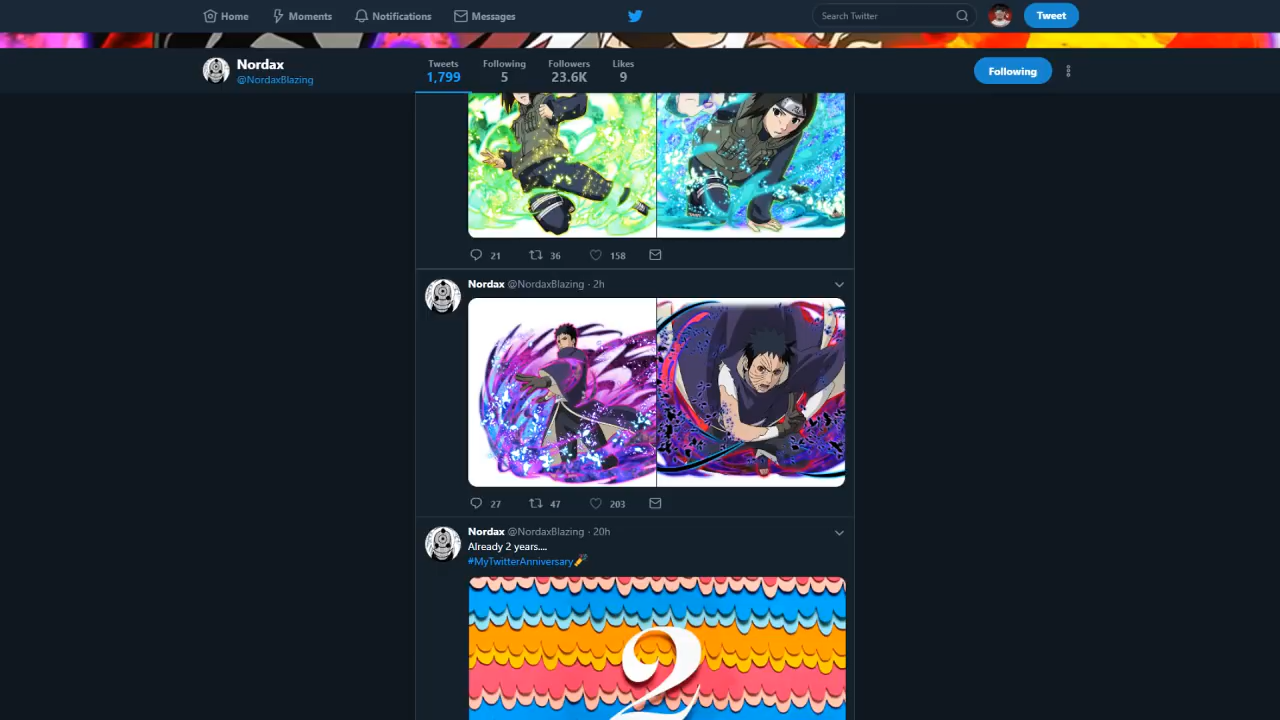 Home Moments Notifications Messages Search Twitter Tweet
Nordax
@NordaxBlazing
Tweets Following Followers Likes
1,799 5 23.6K 9
Following
21 36 158
Nordax @NordaxBlazing · 2h
27 47 203
Nordax @NordaxBlazing · 20h
Already 2 years....
#MyTwitterAnniversary
2